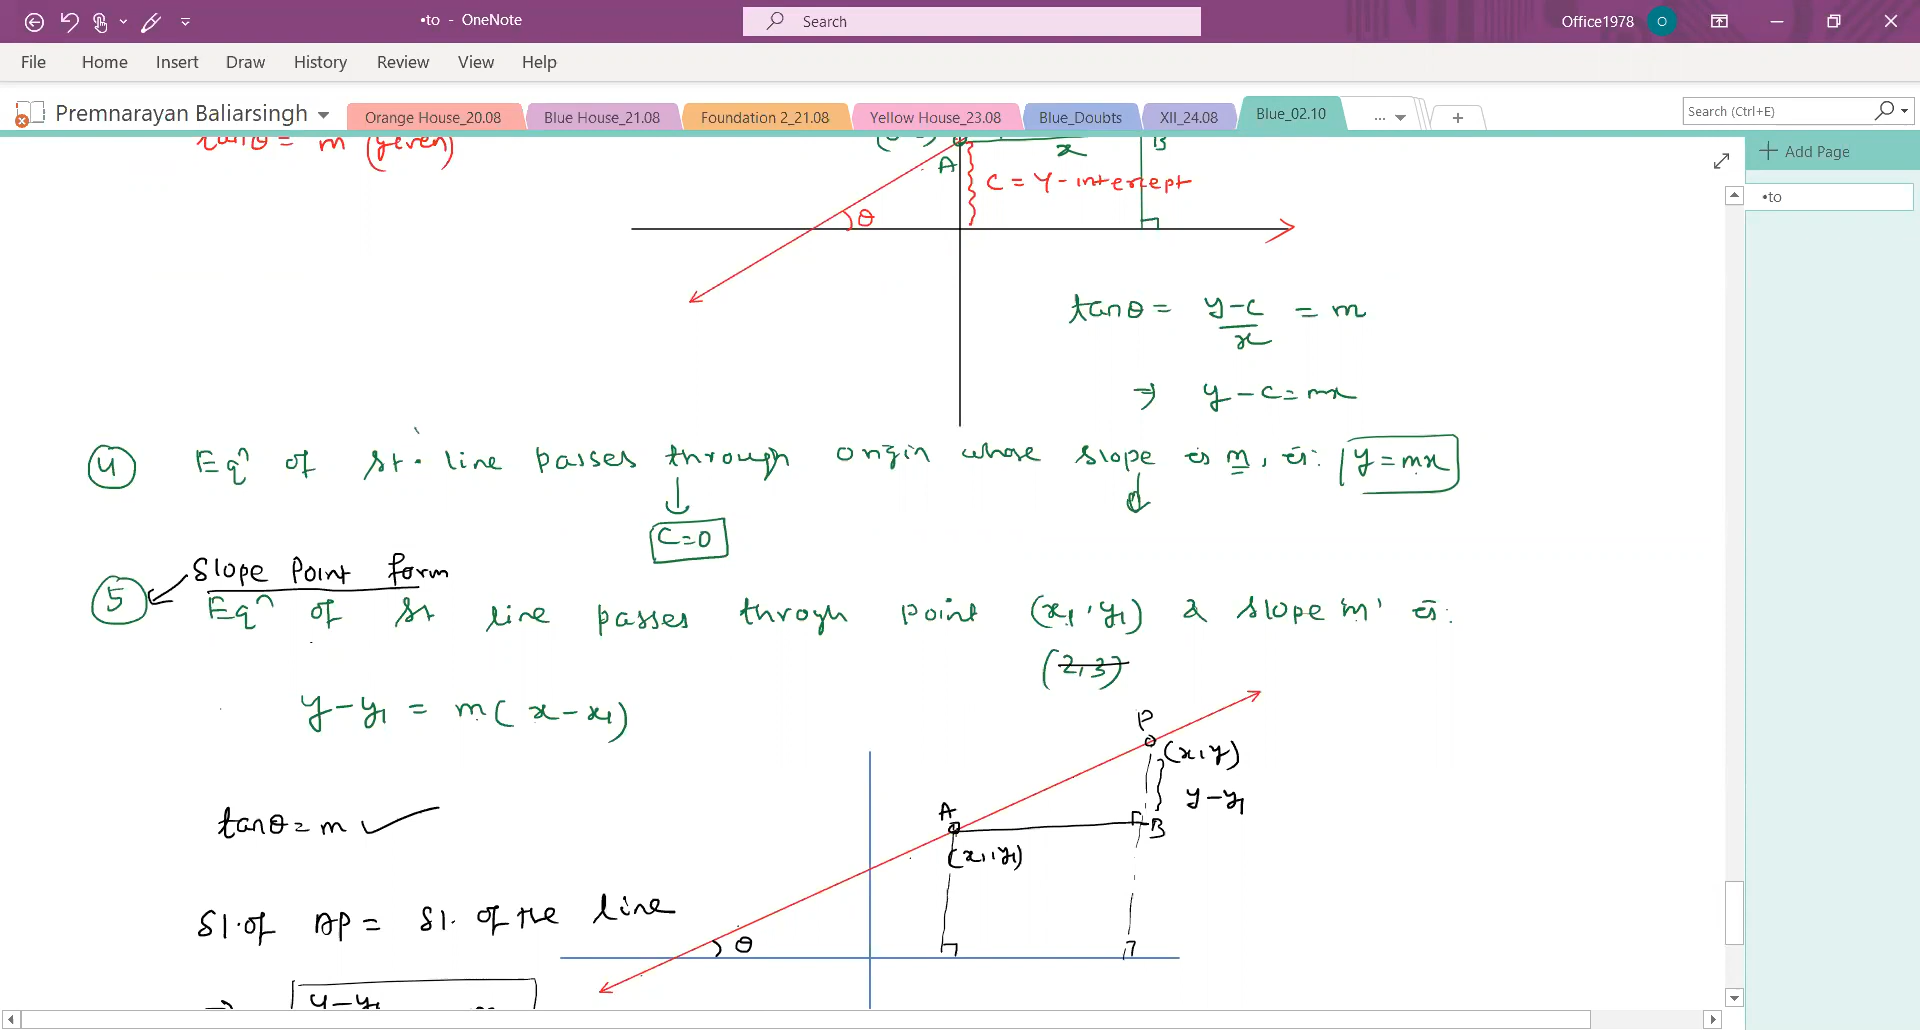 •to - OneNote
Search
Office1978
O
File Home Insert Draw History Review View Help
Premnarayan Baliarsingh
Orange House_20.08
Blue House_21.08
Foundation 2_21.08
Yellow House_23.08
Blue_Doubts
XII_24.08
Blue_02.10
...
+
Search (Ctrl+E)
+ Add Page
•to
tanθ = m (given)
A
x
B
C = Y-intercept
θ
tanθ = y-c/x = m
⇒ y-c = mx
4 Eqn of st. line passes through origin whose slope is m, is: y = mx
C=0
Slope Point form
5 Eqn of st line passes throgh point (x1, y1) & slope 'm' is:
(2,3)
y-y1 = m(x-x1)
P
(x,y)
y-y1
A
B
(x1, y1)
tanθ = m ✓
Sl. of AP = Sl. of the line
θ
⇒ y-y1